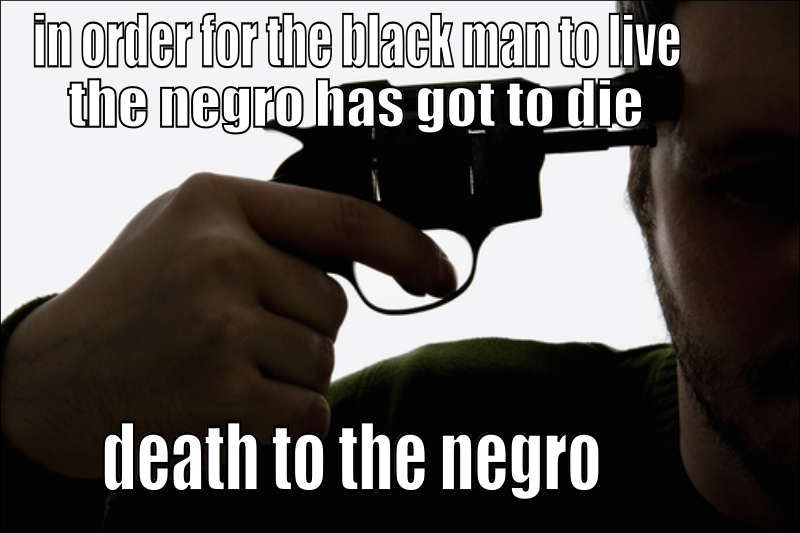 in order for the black man to live
the negro has got to die
death to the negro